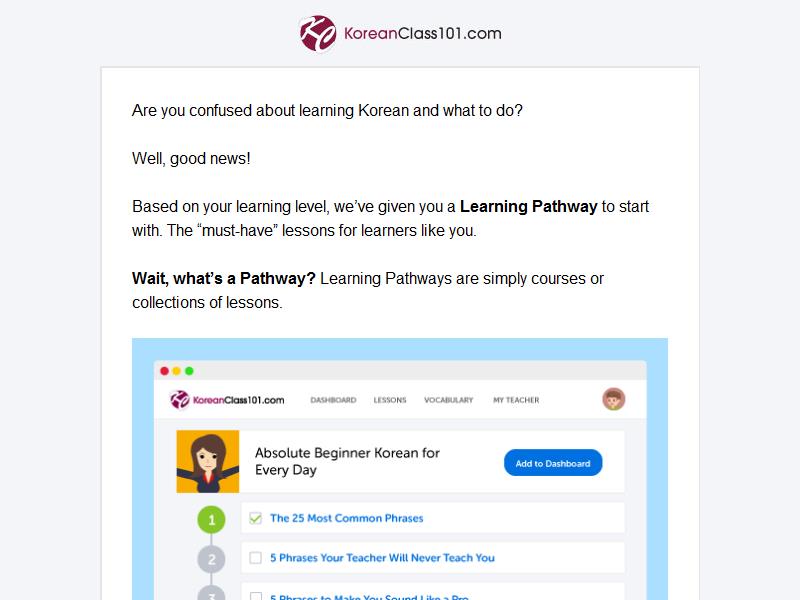 KoreanClass101.com
Are you confused about learning Korean and what to do?
Well, good news!
Based on your learning level, we’ve given you a Learning Pathway to start
with. The “must-have” lessons for learners like you.
Wait, what’s a Pathway? Learning Pathways are simply courses or
collections of lessons.
KoreanClass101.com DASHBOARD LESSONS VOCABULARY MY TEACHER
Absolute Beginner Korean for
Every Day
Add to Dashboard
1 The 25 Most Common Phrases
2 5 Phrases Your Teacher Will Never Teach You
3 5 Phrases to Make You Sound Like a Pro